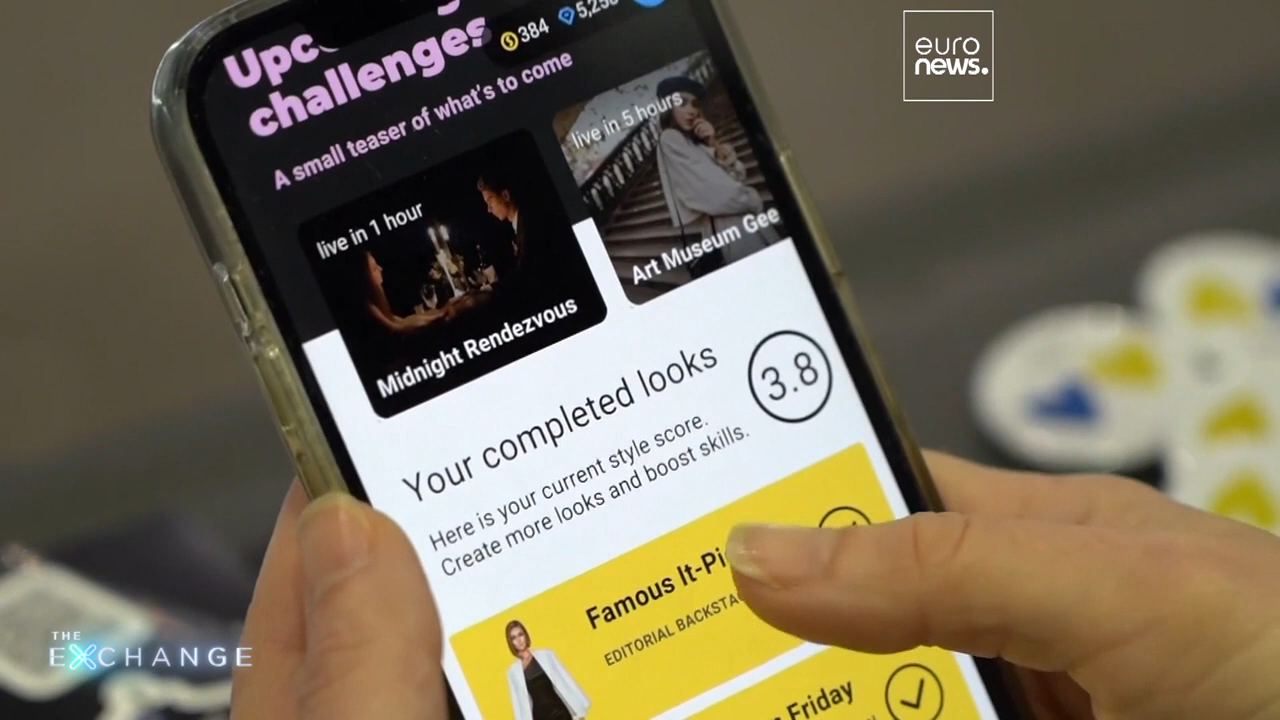 euro
news.
384
challenges
A small teaser of what's to come
live in 5 hours
Art Museum Gee
live in 1 hour
Midnight Rendezvous
Your completed looks
3.8
Here is your current style score.
Create more looks and boost skills.
Famous It-Pi
EDITORIAL
Friday
THE
EXCHANGE